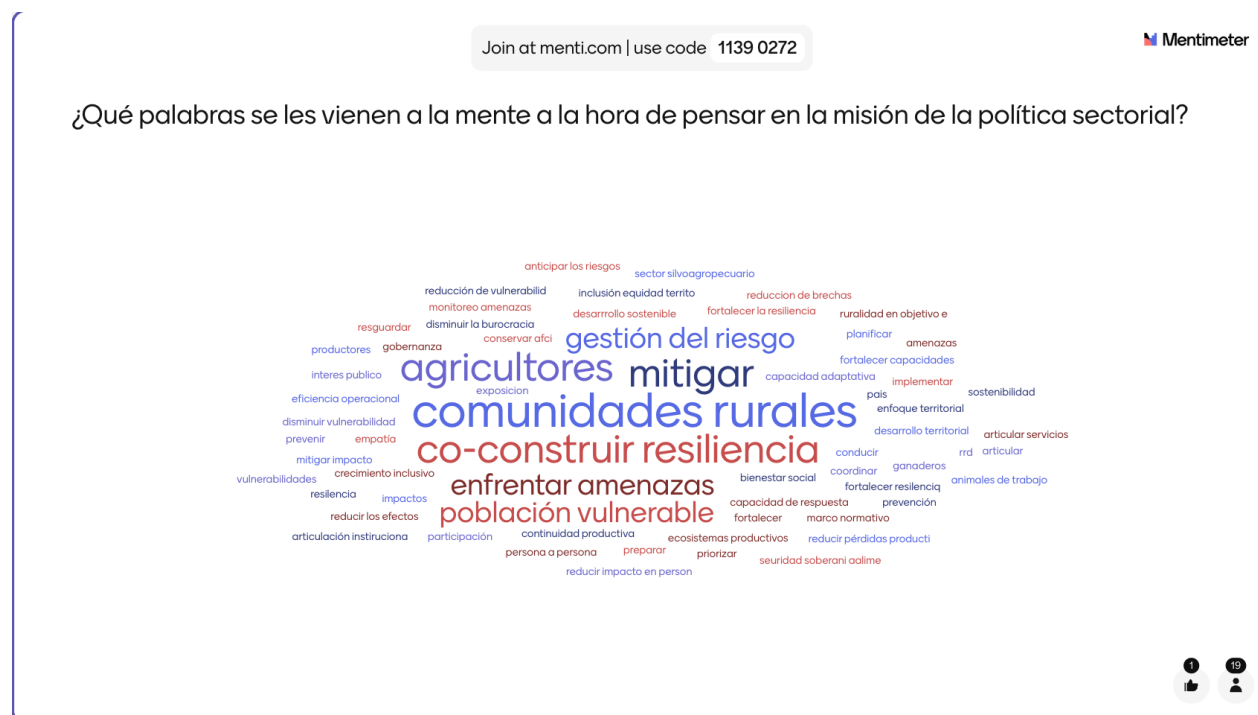 Join at menti.com | use code 1139 0272
Mentimeter
¿Qué palabras se les vienen a la mente a la hora de pensar en la misión de la política sectorial?
anticipar los riesgos
sector silvoagropecuario
reducción de vulnerabilid
inclusión equidad territo
reduccion de brechas
monitoreo amenazas
desarrrollo sostenible
fortalecer la resiliencia
ruralidad en objetivo e
resguardar
disminuir la burocracia
conservar afci
gestión del riesgo
planificar
amenazas
productores
gobernanza
agricultores
mitigar
fortalecer capacidades
interes publico
exposicion
capacidad adaptativa
implementar
pais
sostenibilidad
eficiencia operacional
comunidades rurales
enfoque territorial
disminuir vulnerabilidad
desarrollo territorial
articular servicios
prevenir
empatía
co-construir resiliencia
conducir
rrd
articular
mitigar impacto
coordinar
ganaderos
vulnerabilidades
crecimiento inclusivo
enfrentar amenazas
bienestar social
fortalecer resilenciq
animales de trabajo
resilencia
impactos
capacidad de respuesta
prevención
reducir los efectos
población vulnerable
fortalecer
marco normativo
articulación instruciona
participación
continuidad productiva
ecosistemas productivos
reducir pérdidas producti
persona a persona
preparar
priorizar
seuridad soberani aalime
reducir impacto en person
1
19